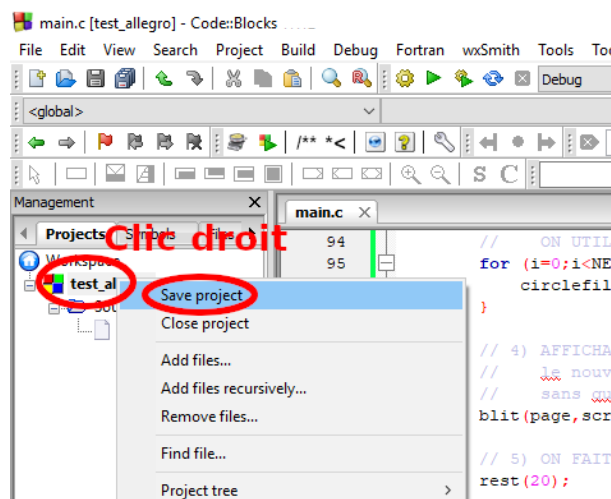 main.c [test_allegro] - Code::Blocks
File Edit View Search Project Build Debug Fortran wxSmith Tools
Debug
<global>
/** *<
S C
Management
Projects Symbols Files
main.c
Clic droit
Workspace
test_al
Save project
Close project
Add files...
Add files recursively...
Remove files...
Find file...
Project tree
94 // ON UTIL
95 for (i=0;i<NE
circlefil
}
// 4) AFFICHA
// le nouv
// sans qu
blit(page,scr
// 5) ON FAIT
rest(20);